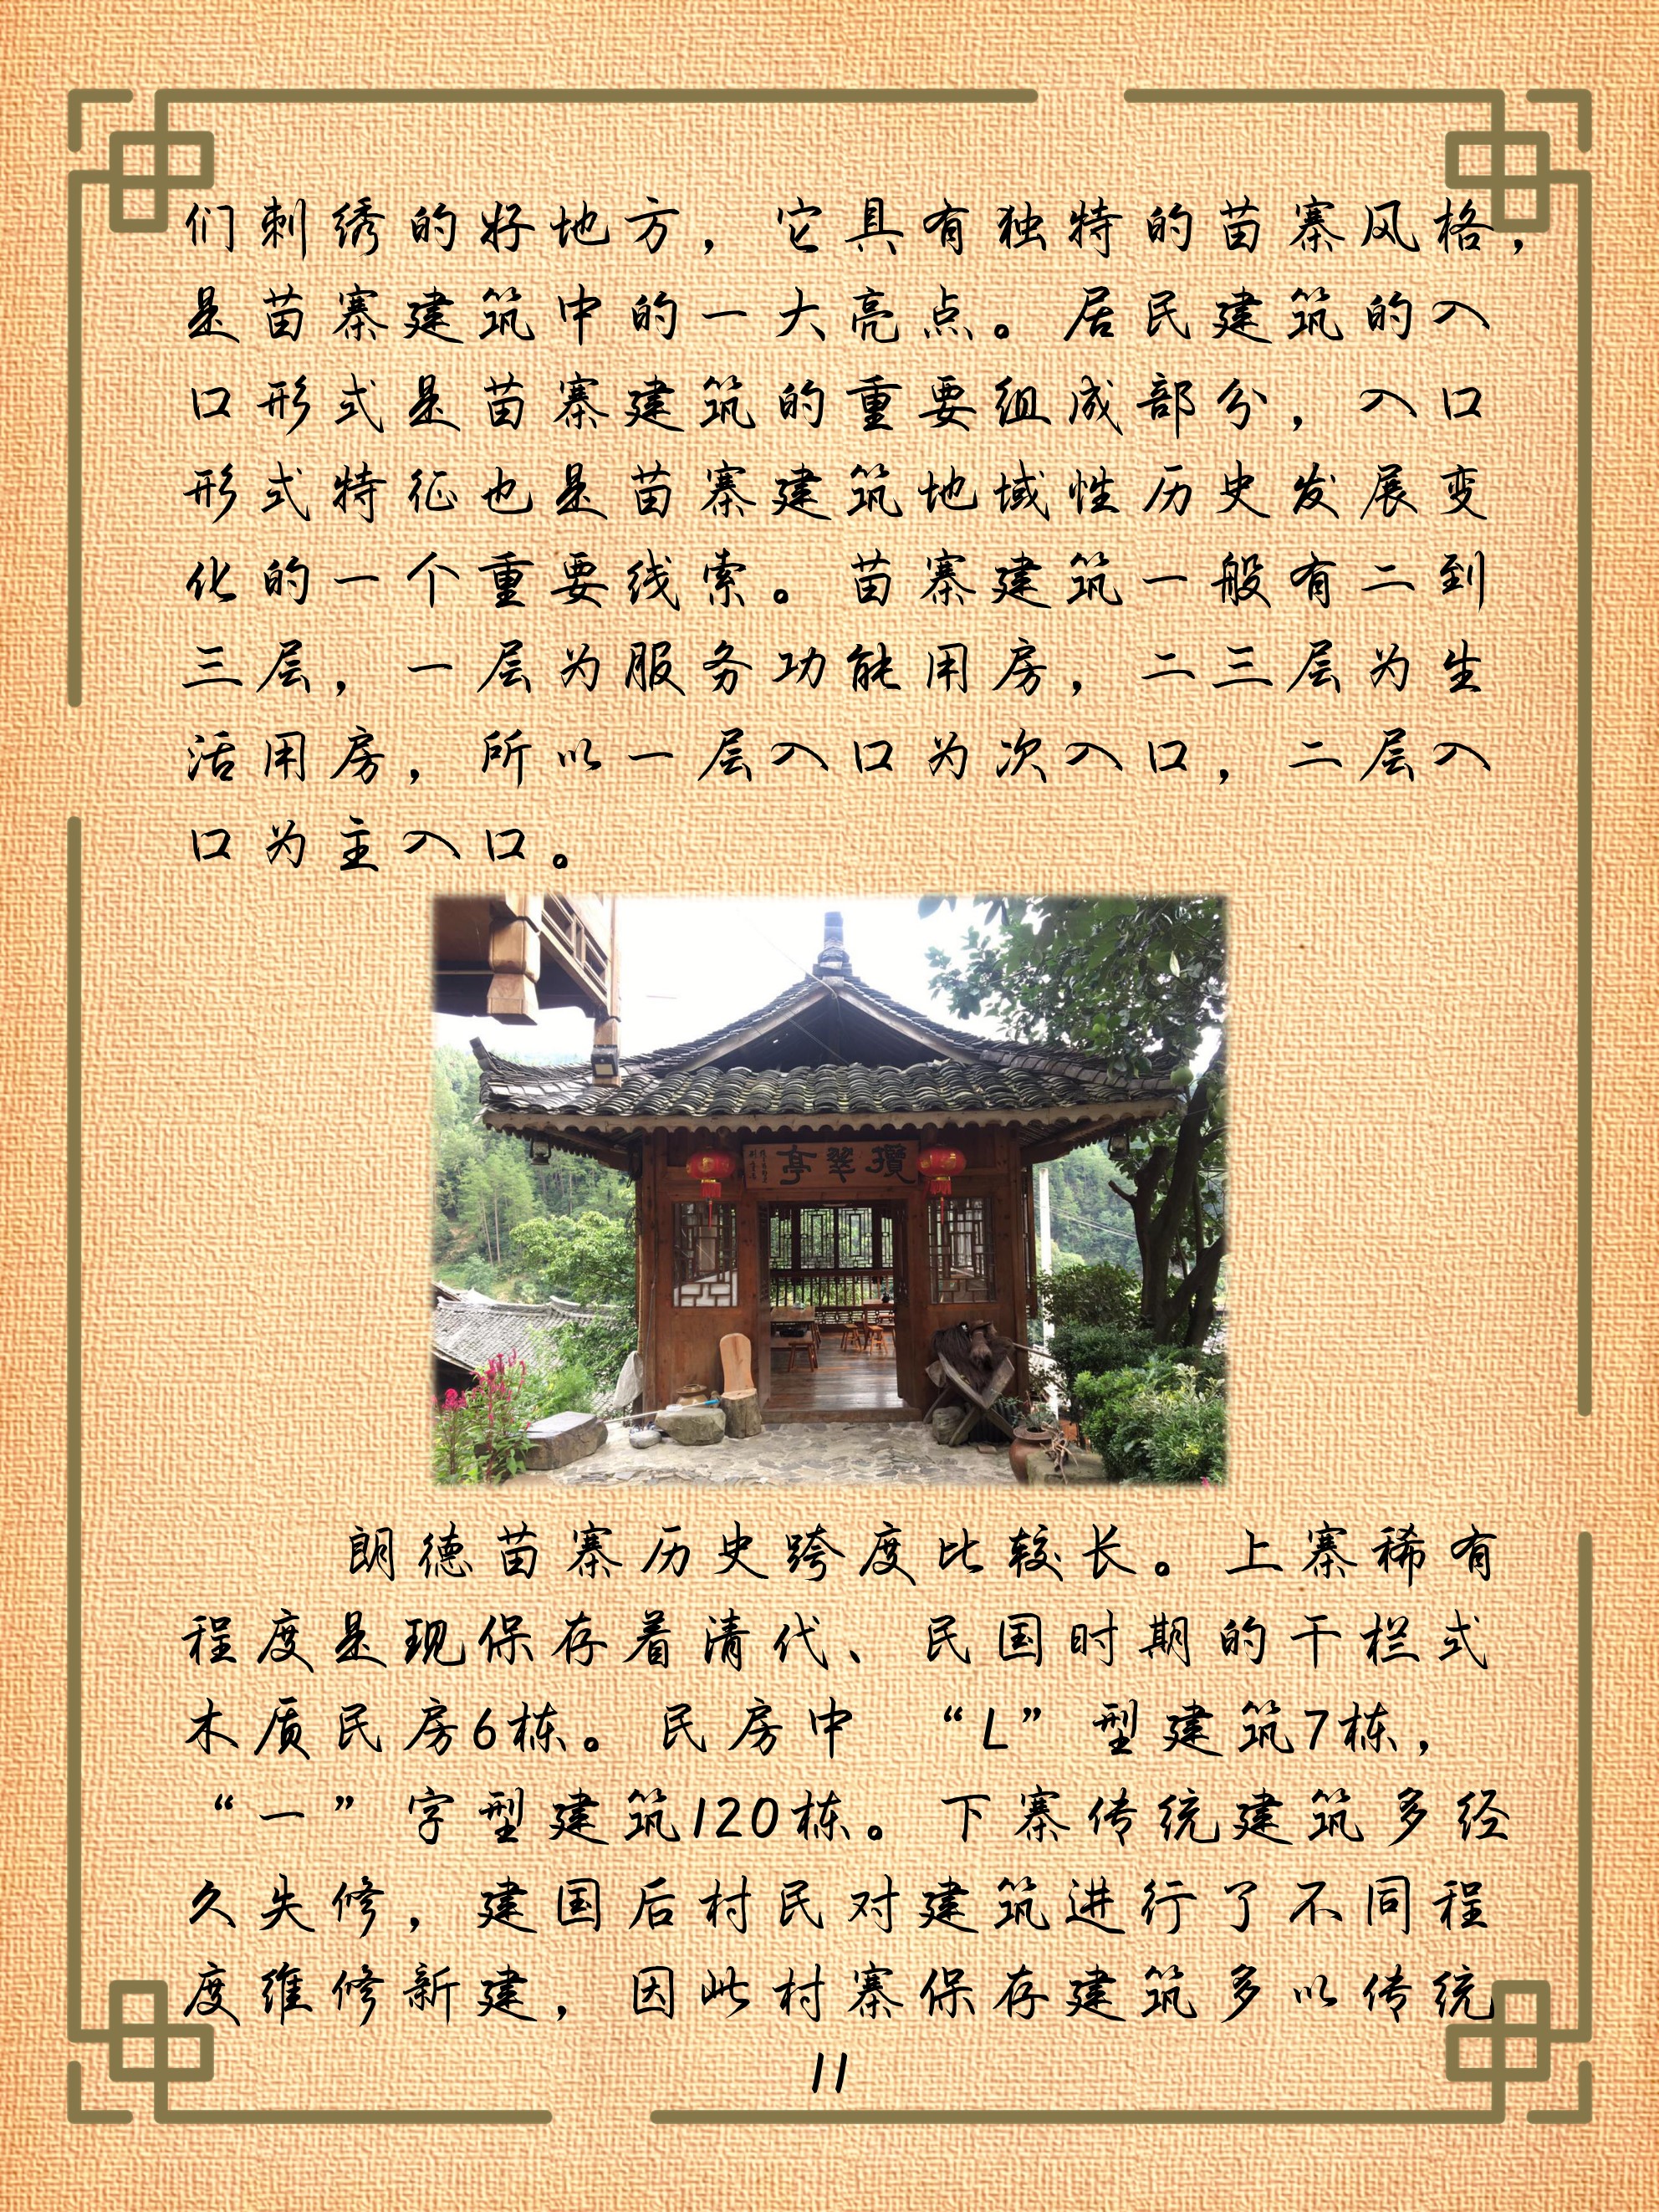 们刺绣的好地方，它具有独特的苗寨风格，
是苗寨建筑中的一大亮点。居民建筑的入
口形式是苗寨建筑的重要组成部分，入口
形式特征也是苗寨建筑地域性历史发展变
化的一个重要线索。苗寨建筑一般有二到
三层，一层为服务功能用房，二三层为生
活用房，所以一层入口为次入口，二层入
口为主入口。
攬翠亭
朗德苗寨历史跨度比较长。上寨稀有
程度是现保存着清代、民国时期的干栏式
木质民房6栋。民房中“L”型建筑7栋，
“一”字型建筑120栋。下寨传统建筑多经
久失修，建国后村民对建筑进行了不同程
度维修新建，因此村寨保存建筑多以传统
11